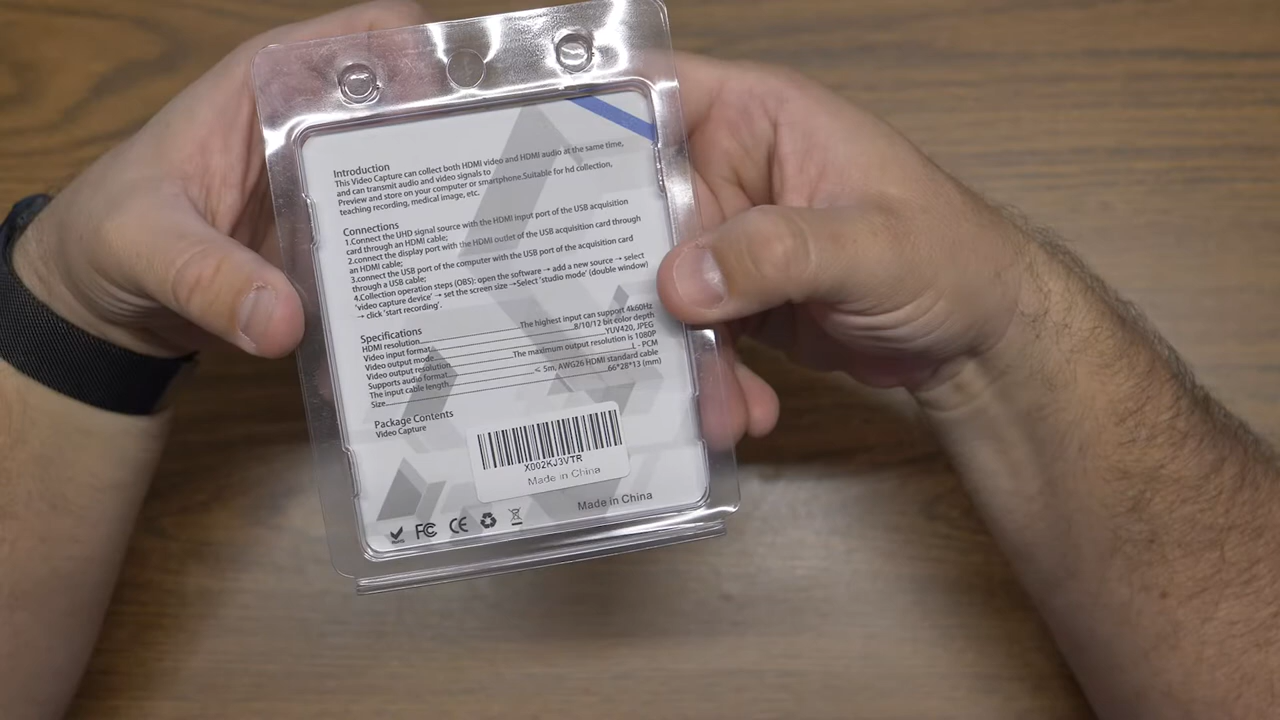 Introduction
This Video Capture can collect both HDMI video and HDMI audio at the same time,
and can transmit audio and video signals to
Preview and store on your computer or smartphone.Suitable for hd collection,
teaching recording, medical image, etc.
Connections
1.Connect the UHD signal source with the HDMI input port of the USB acquisition
card through an HDMI cable;
2.connect the display port with the HDMI outlet of the USB acquisition card through
an HDMI cable;
3.connect the USB port of the computer with the USB port of the acquisition card
through a USB cable;
4.Collection operation steps (OBS): open the software → add a new source → select
'video capture device' → set the screen size →Select 'studio mode' (double window)
→ click 'start recording'.
Specifications
HDMI resolution The highest input can support 4k60Hz
Video input format 8/10/12 bit color depth
Video output mode YUV420, JPEG
Video output resolution The maximum output resolution is 1080P
Supports audio format L - PCM
The input cable length < 5m, AWG26 HDMI standard cable
Size 66*28*13 (mm)
Package Contents
Video Capture
X002KJ3VTR
Made in China
Made in China
RoHS FC CE